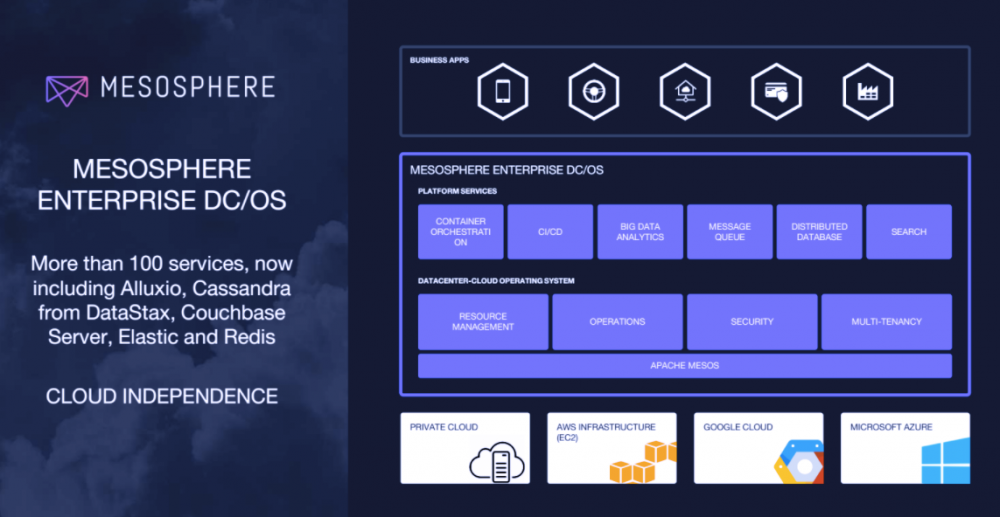 MESOSPHERE
MESOSPHERE
ENTERPRISE DC/OS
More than 100 services, now
including Alluxio, Cassandra
from DataStax, Couchbase
Server, Elastic and Redis
CLOUD INDEPENDENCE
BUSINESS APPS
MESOSPHERE ENTERPRISE DC/OS
PLATFORM SERVICES
CONTAINER
ORCHESTRATI
ON
CI/CD
BIG DATA
ANALYTICS
MESSAGE
QUEUE
DISTRIBUTED
DATABASE
SEARCH
DATACENTER-CLOUD OPERATING SYSTEM
RESOURCE
MANAGEMENT
OPERATIONS
SECURITY
MULTI-TENANCY
APACHE MESOS
PRIVATE CLOUD
AWS INFRASTRUCTURE
(EC2)
GOOGLE CLOUD
MICROSOFT AZURE